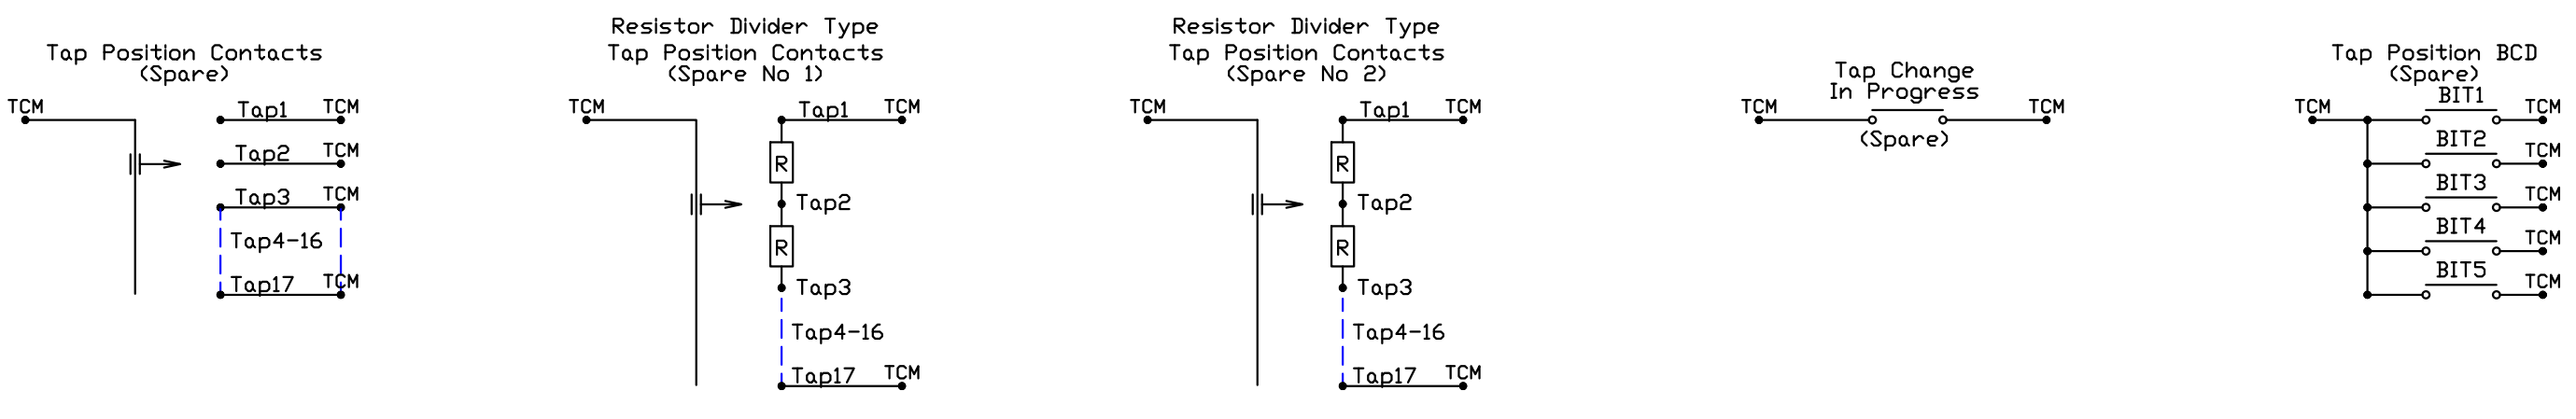 Tap Position Contacts
(Spare)
TCM
Tap1 TCM
Tap2 TCM
Tap3 TCM
Tap4-16
Tap17 TCM
Resistor Divider Type
Tap Position Contacts
(Spare No 1)
TCM
Tap1 TCM
R
Tap2
R
Tap3
Tap4-16
Tap17 TCM
Resistor Divider Type
Tap Position Contacts
(Spare No 2)
TCM
Tap1 TCM
R
Tap2
R
Tap3
Tap4-16
Tap17 TCM
Tap Change
In Progress
TCM TCM
(Spare)
Tap Position BCD
(Spare)
TCM BIT1 TCM
BIT2 TCM
BIT3 TCM
BIT4 TCM
BIT5 TCM